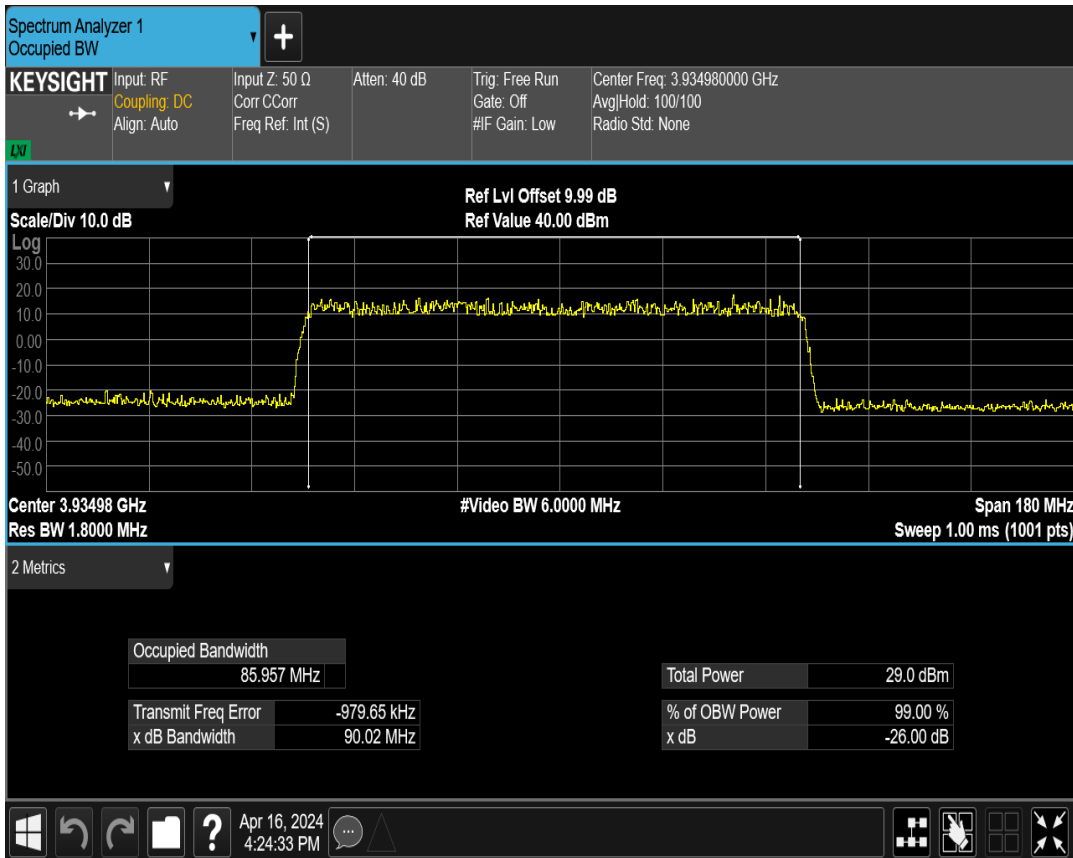 Spectrum Analyzer 1
Occupied BW
KEYSIGHT
LXI
Input: RF
Coupling: DC
Align: Auto
Input Z: 50 Ω
Corr CCorr
Freq Ref: Int (S)
Atten: 40 dB
Trig: Free Run
Gate: Off
#IF Gain: Low
Center Freq: 3.934980000 GHz
Avg|Hold: 100/100
Radio Std: None
1 Graph
Scale/Div 10.0 dB
Ref Lvl Offset 9.99 dB
Ref Value 40.00 dBm
Log
30.0
20.0
10.0
0.00
-10.0
-20.0
-30.0
-40.0
-50.0
Center 3.93498 GHz
#Video BW 6.0000 MHz
Span 180 MHz
Res BW 1.8000 MHz
Sweep 1.00 ms (1001 pts)
2 Metrics
Occupied Bandwidth
85.957 MHz
Total Power 29.0 dBm
Transmit Freq Error -979.65 kHz
% of OBW Power 99.00 %
x dB Bandwidth 90.02 MHz
x dB -26.00 dB
Apr 16, 2024
4:24:33 PM